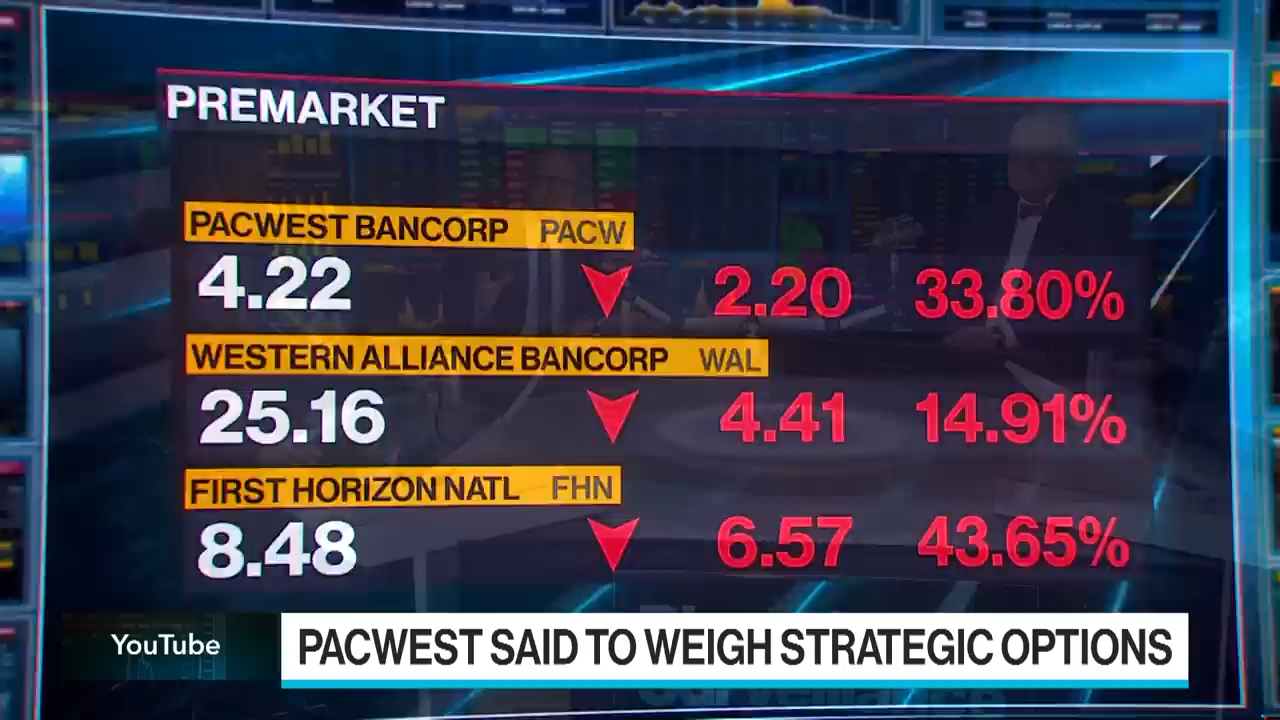 PREMARKET
PACWEST BANCORP PACW
4.22 2.20 33.80%
WESTERN ALLIANCE BANCORP WAL
25.16 4.41 14.91%
FIRST HORIZON NATL FHN
8.48 6.57 43.65%
YouTube
PACWEST SAID TO WEIGH STRATEGIC OPTIONS
Surveillance